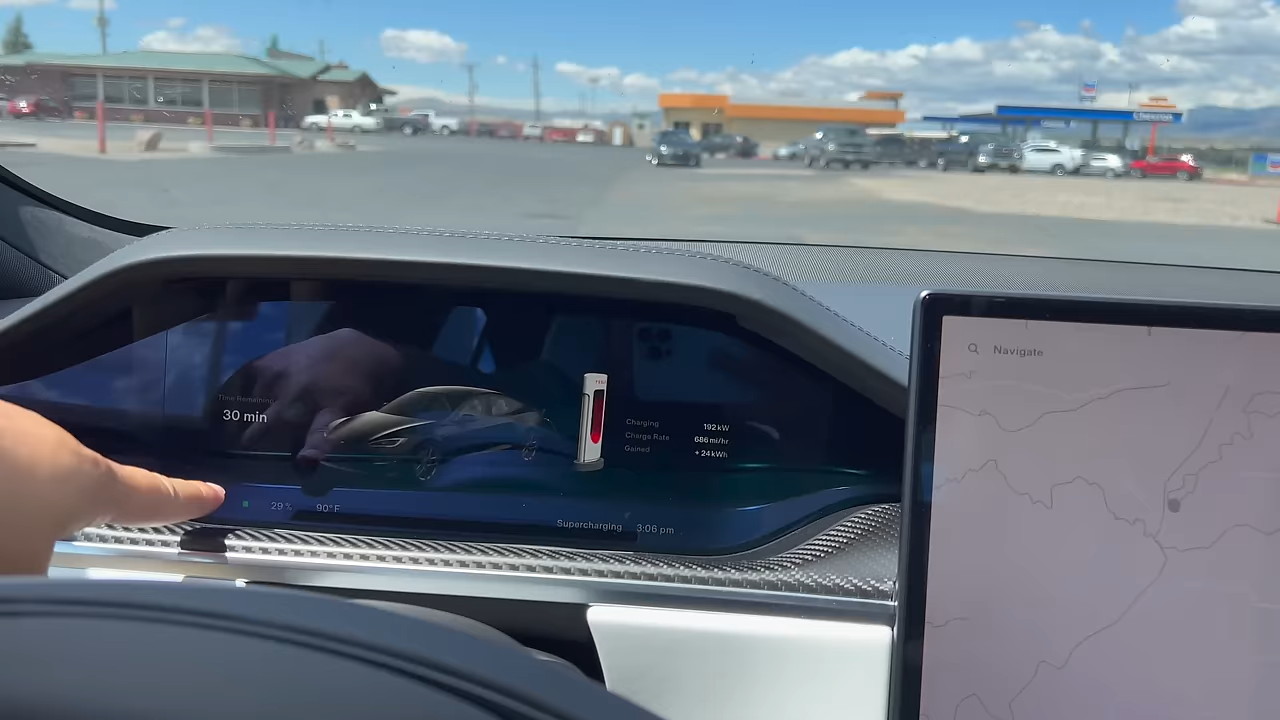 Navigate
Time Remaining
30 min
Charging 192 kW
Charge Rate 686 mi/hr
Gained + 24 kWh
29 % 90°F
Supercharging 3:06 pm